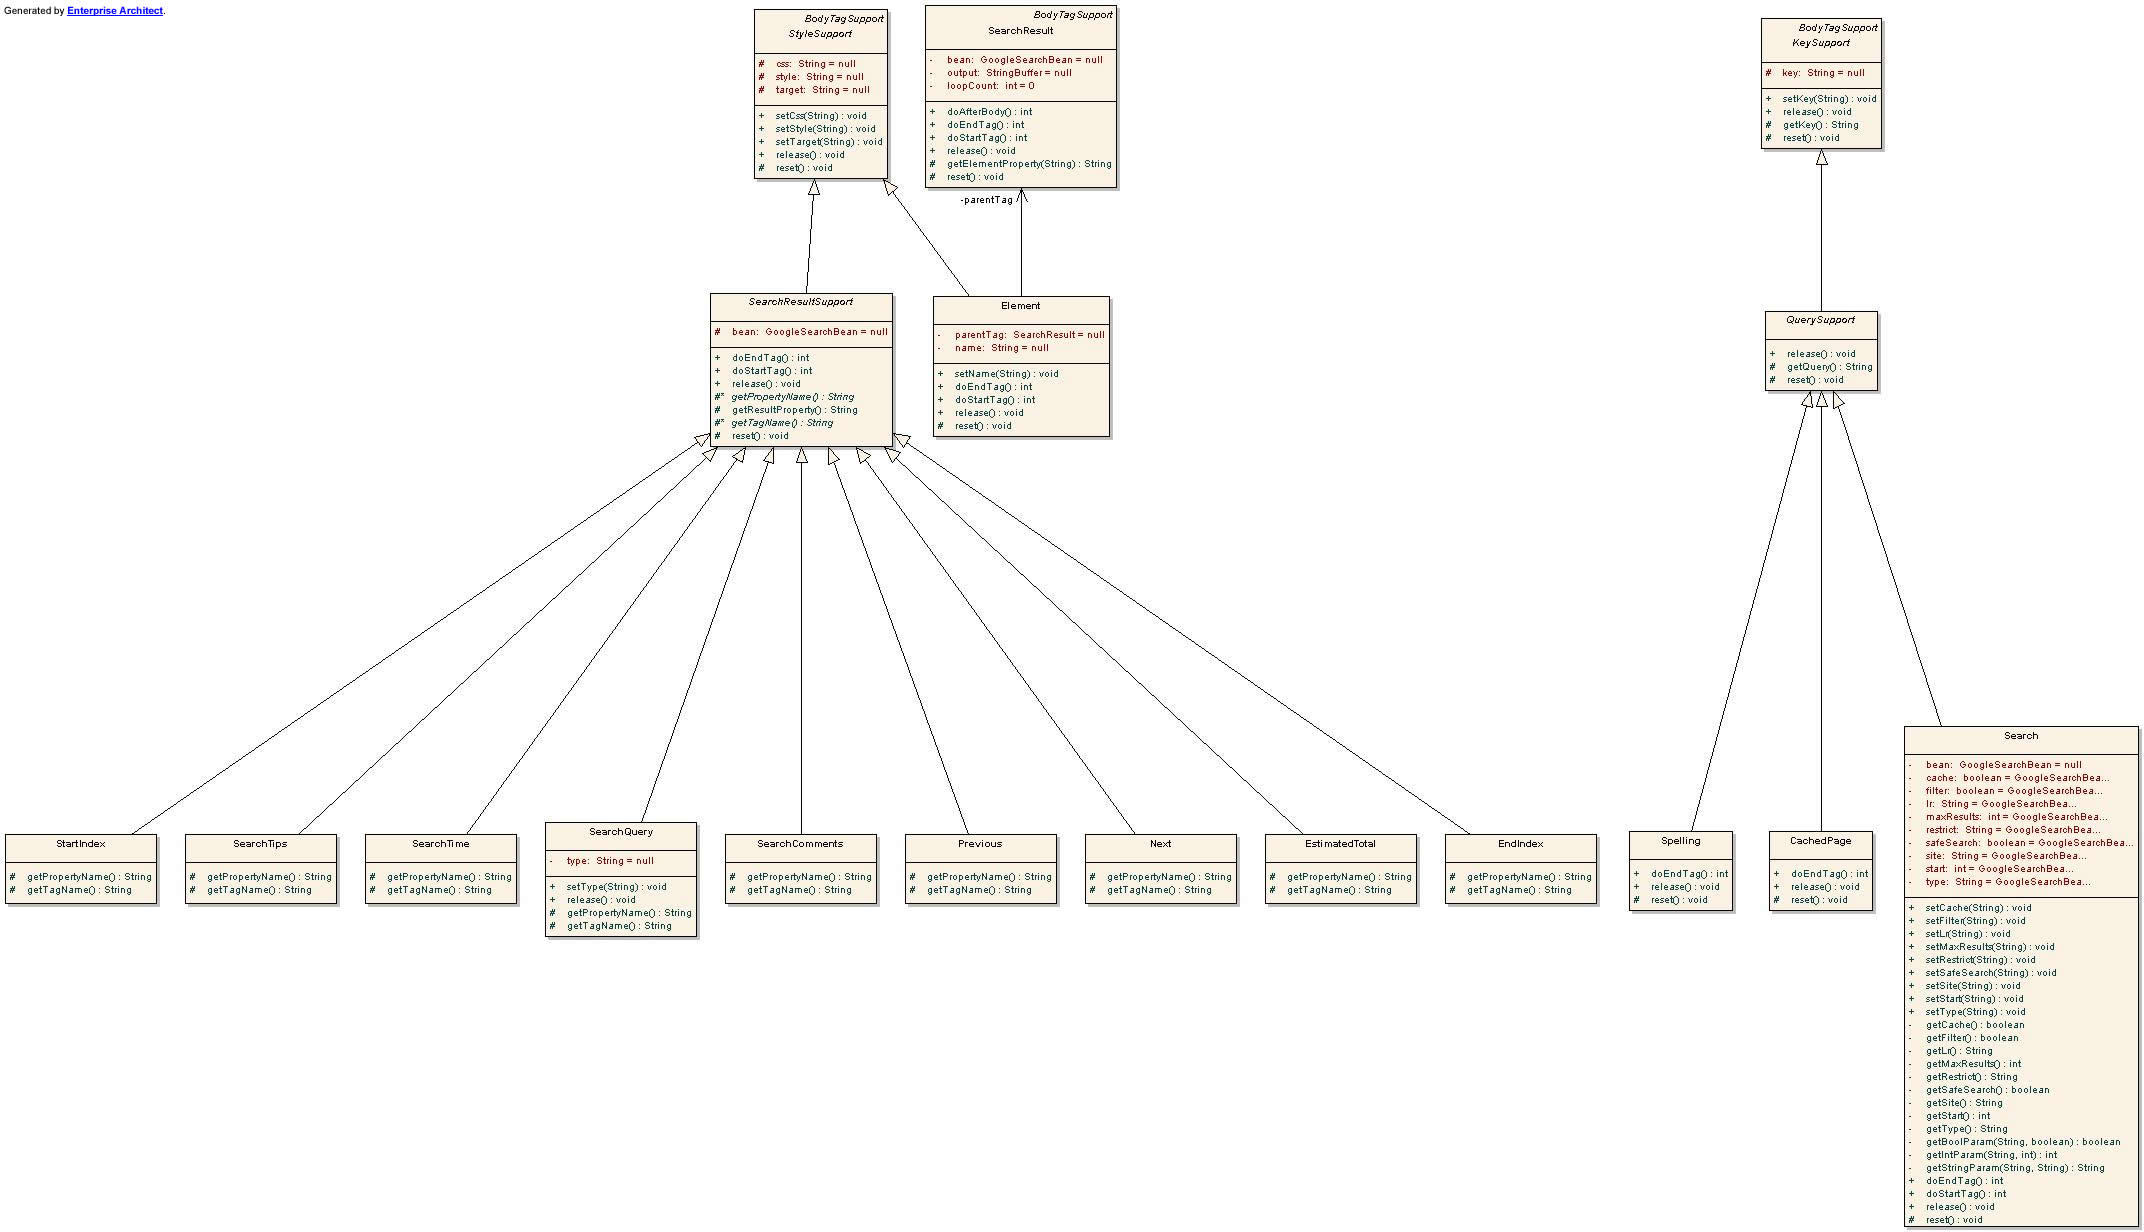 Generated by Enterprise Architect.
BodyTagSupport
StyleSupport
# css: String = null
# style: String = null
# target: String = null
+ setCss(String) : void
+ setStyle(String) : void
+ setTarget(String) : void
+ release() : void
# reset() : void
BodyTagSupport
SearchResult
- bean: GoogleSearchBean = null
- output: StringBuffer = null
- loopCount: int = 0
+ doAfterBody() : int
+ doEndTag() : int
+ doStartTag() : int
+ release() : void
# getElementProperty(String) : String
# reset() : void
BodyTagSupport
KeySupport
# key: String = null
+ setKey(String) : void
+ release() : void
# getKey() : String
# reset() : void
-parentTag
SearchResultSupport
# bean: GoogleSearchBean = null
+ doEndTag() : int
+ doStartTag() : int
+ release() : void
#* getPropertyName() : String
# getResultProperty() : String
#* getTagName() : String
# reset() : void
Element
- parentTag: SearchResult = null
- name: String = null
+ setName(String) : void
+ doEndTag() : int
+ doStartTag() : int
+ release() : void
# reset() : void
QuerySupport
+ release() : void
# getQuery() : String
# reset() : void
StartIndex
# getPropertyName() : String
# getTagName() : String
SearchTips
# getPropertyName() : String
# getTagName() : String
SearchTime
# getPropertyName() : String
# getTagName() : String
SearchQuery
- type: String = null
+ setType(String) : void
+ release() : void
# getPropertyName() : String
# getTagName() : String
SearchComments
# getPropertyName() : String
# getTagName() : String
Previous
# getPropertyName() : String
# getTagName() : String
Next
# getPropertyName() : String
# getTagName() : String
EstimatedTotal
# getPropertyName() : String
# getTagName() : String
EndIndex
# getPropertyName() : String
# getTagName() : String
Spelling
+ doEndTag() : int
+ release() : void
# reset() : void
CachedPage
+ doEndTag() : int
+ release() : void
# reset() : void
Search
- bean: GoogleSearchBean = null
- cache: boolean = GoogleSearchBea...
- filter: boolean = GoogleSearchBea...
- lr: String = GoogleSearchBea...
- maxResults: int = GoogleSearchBea...
- restrict: String = GoogleSearchBea...
- safeSearch: boolean = GoogleSearchBea...
- site: String = GoogleSearchBea...
- start: int = GoogleSearchBea...
- type: String = GoogleSearchBea...
+ setCache(String) : void
+ setFilter(String) : void
+ setLr(String) : void
+ setMaxResults(String) : void
+ setRestrict(String) : void
+ setSafeSearch(String) : void
+ setSite(String) : void
+ setStart(String) : void
+ setType(String) : void
- getCache() : boolean
- getFilter() : boolean
- getLr() : String
- getMaxResults() : int
- getRestrict() : String
- getSafeSearch() : boolean
- getSite() : String
- getStart() : int
- getType() : String
- getBoolParam(String, boolean) : boolean
- getIntParam(String, int) : int
- getStringParam(String, String) : String
+ doEndTag() : int
+ doStartTag() : int
+ release() : void
# reset() : void